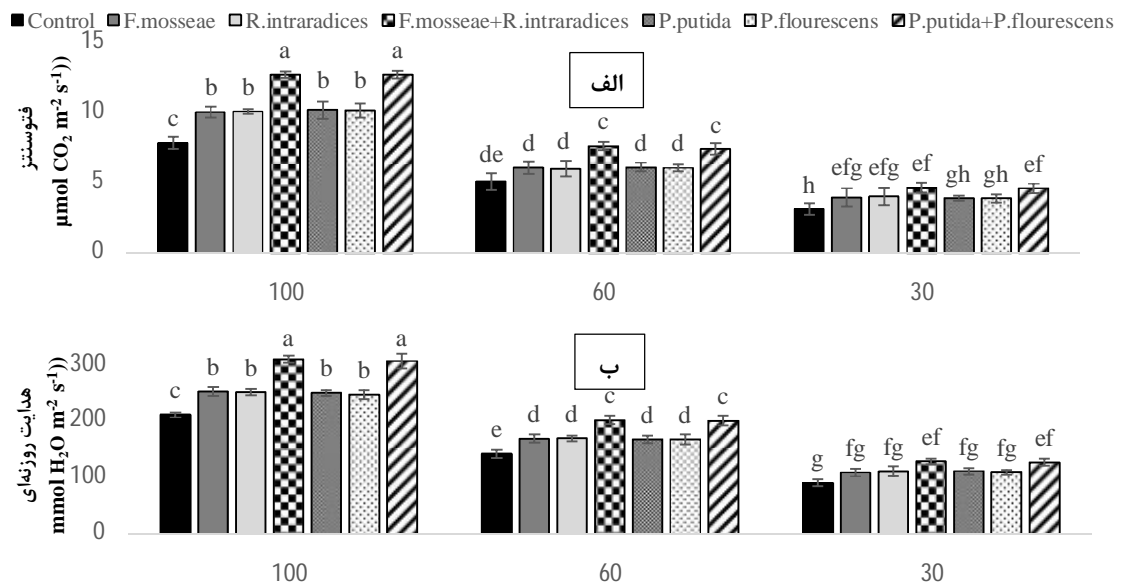 Control F.mosseae R.intraradices F.mosseae+R.intraradices P.putida P.flourescens P.putida+P.flourescens
الف
فتوسنتز
µmol CO₂ m⁻² s⁻¹))
15
10
5
0
c b b a b b a
de d d c d d c
h efg efg ef gh gh ef
100 60 30
ب
هدایت روزنه‌ای
mmol H₂O m⁻² s⁻¹))
300
200
100
0
c b b a b b a
e d d c d d c
g fg fg ef fg fg ef
100 60 30